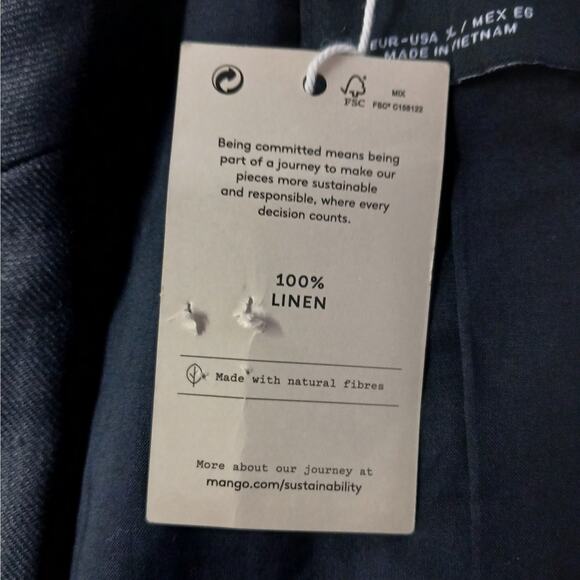 EUR-USA L / MEX EG
MADE IN VIETNAM
FSC
MIX
FSC® C158122
Being committed means being
part of a journey to make our
pieces more sustainable
and responsible, where every
decision counts.
100%
LINEN
Made with natural fibres
More about our journey at
mango.com/sustainability